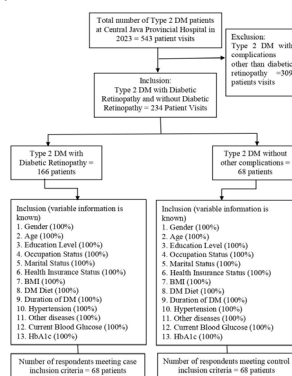 Total number of Type 2 DM patients
at Central Java Provincial Hospital in
2023 = 543 patient visits
Exclusion:
Type 2 DM with
complications
other than diabetic
retinopathy =309
patients visits
Inclusion:
Type 2 DM with Diabetic
Retinopathy and without Diabetic
Retinopathy = 234 Patient Visits
Type 2 DM with
Diabetic Retinopathy =
166 patients
Type 2 DM without
other complications =
68 patients
Inclusion (variable information is
known)
1. Gender (100%)
2. Age (100%)
3. Education Level (100%)
4. Occupation Status (100%)
5. Marital Status (100%)
6. Health Insurance Status (100%)
7. BMI (100%)
8. DM Diet (100%)
9. Duration of DM (100%)
10. Hypertension (100%)
11. Other diseases (100%)
12. Current Blood Glucose (100%)
13. HbA1c (100%)
Inclusion (variable information is
known)
1. Gender (100%)
2. Age (100%)
3. Education Level (100%)
4. Occupation Status (100%)
5. Marital Status (100%)
6. Health Insurance Status (100%)
7. BMI (100%)
8. DM Diet (100%)
9. Duration of DM (100%)
10. Hypertension (100%)
11. Other diseases (100%)
12. Current Blood Glucose (100%)
13. HbA1c (100%)
Number of respondents meeting case
inclusion criteria = 68 patients
Number of respondents meeting control
inclusion criteria = 68 patients